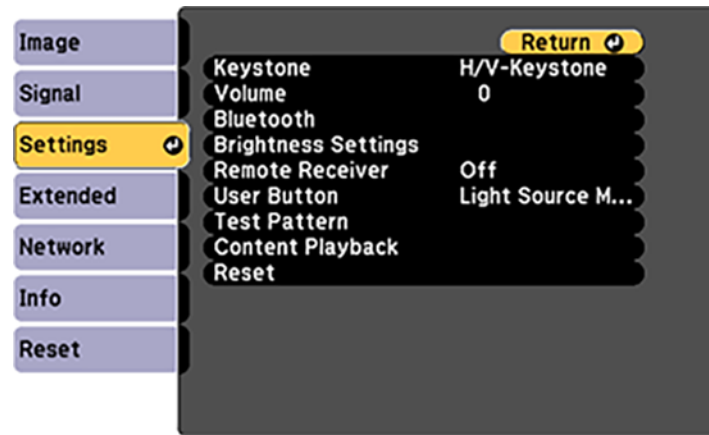 Image
Signal
Settings
Extended
Network
Info
Reset
Return
Keystone H/V-Keystone
Volume 0
Bluetooth
Brightness Settings
Remote Receiver Off
User Button Light Source M...
Test Pattern
Content Playback
Reset